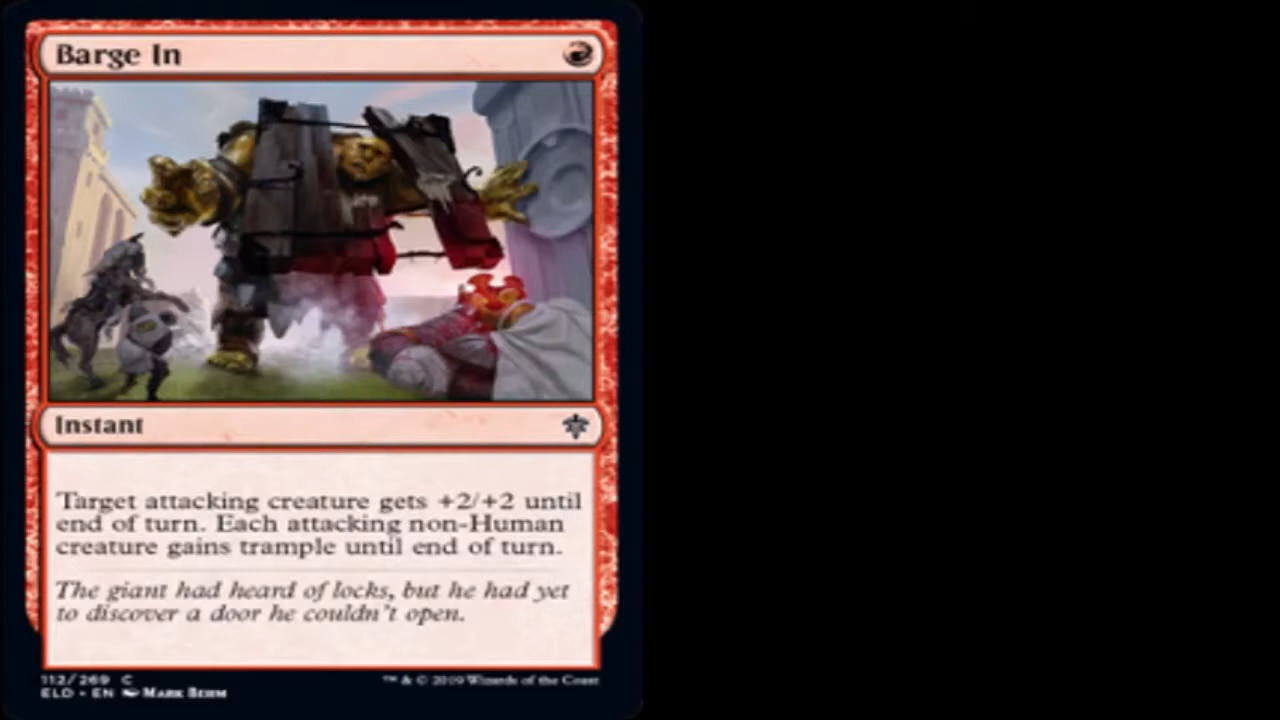 Barge In
Instant
Target attacking creature gets +2/+2 until
end of turn. Each attacking non-Human
creature gains trample until end of turn.
The giant had heard of locks, but he had yet
to discover a door he couldn't open.
112/269 C
™ & © 2019 Wizards of the Coast
ELD • EN Mark Behm